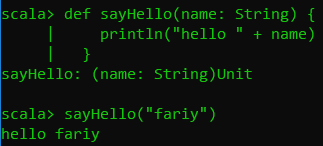 scala> def sayHello(name: String) {
     |     println("hello " + name)
     |   }
sayHello: (name: String)Unit
scala> sayHello("fariy")
hello fariy